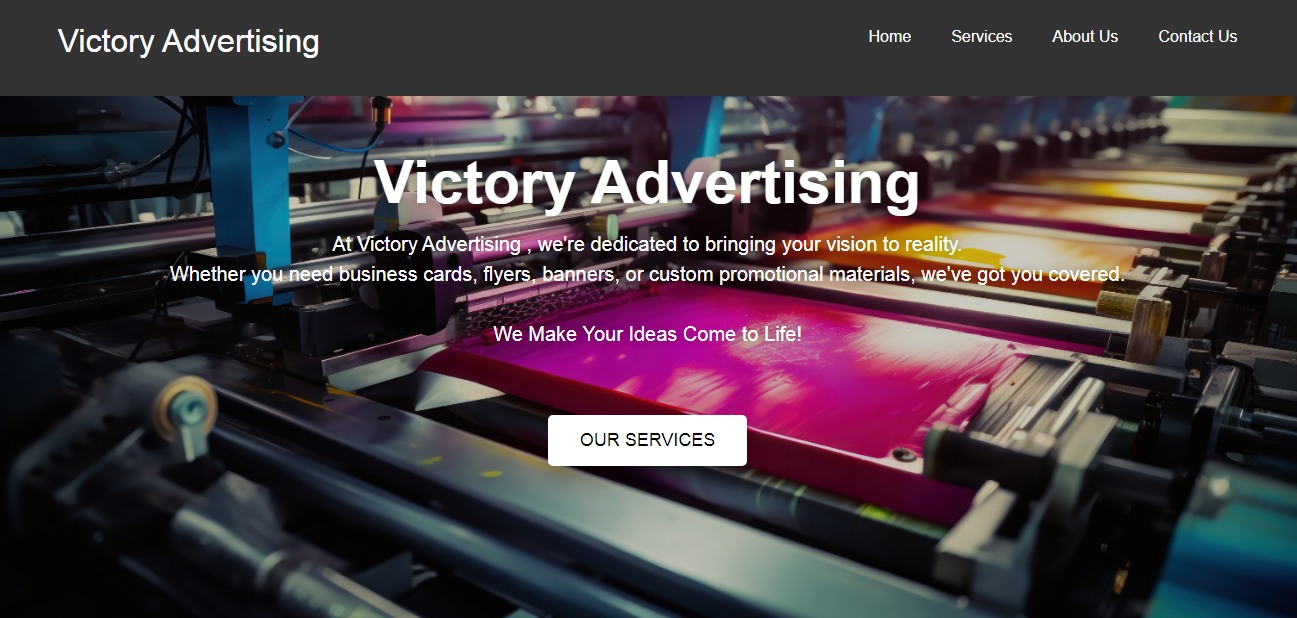 Victory Advertising
Home Services About Us Contact Us
Victory Advertising
At Victory Advertising , we're dedicated to bringing your vision to reality.
Whether you need business cards, flyers, banners, or custom promotional materials, we've got you covered.
We Make Your Ideas Come to Life!
OUR SERVICES